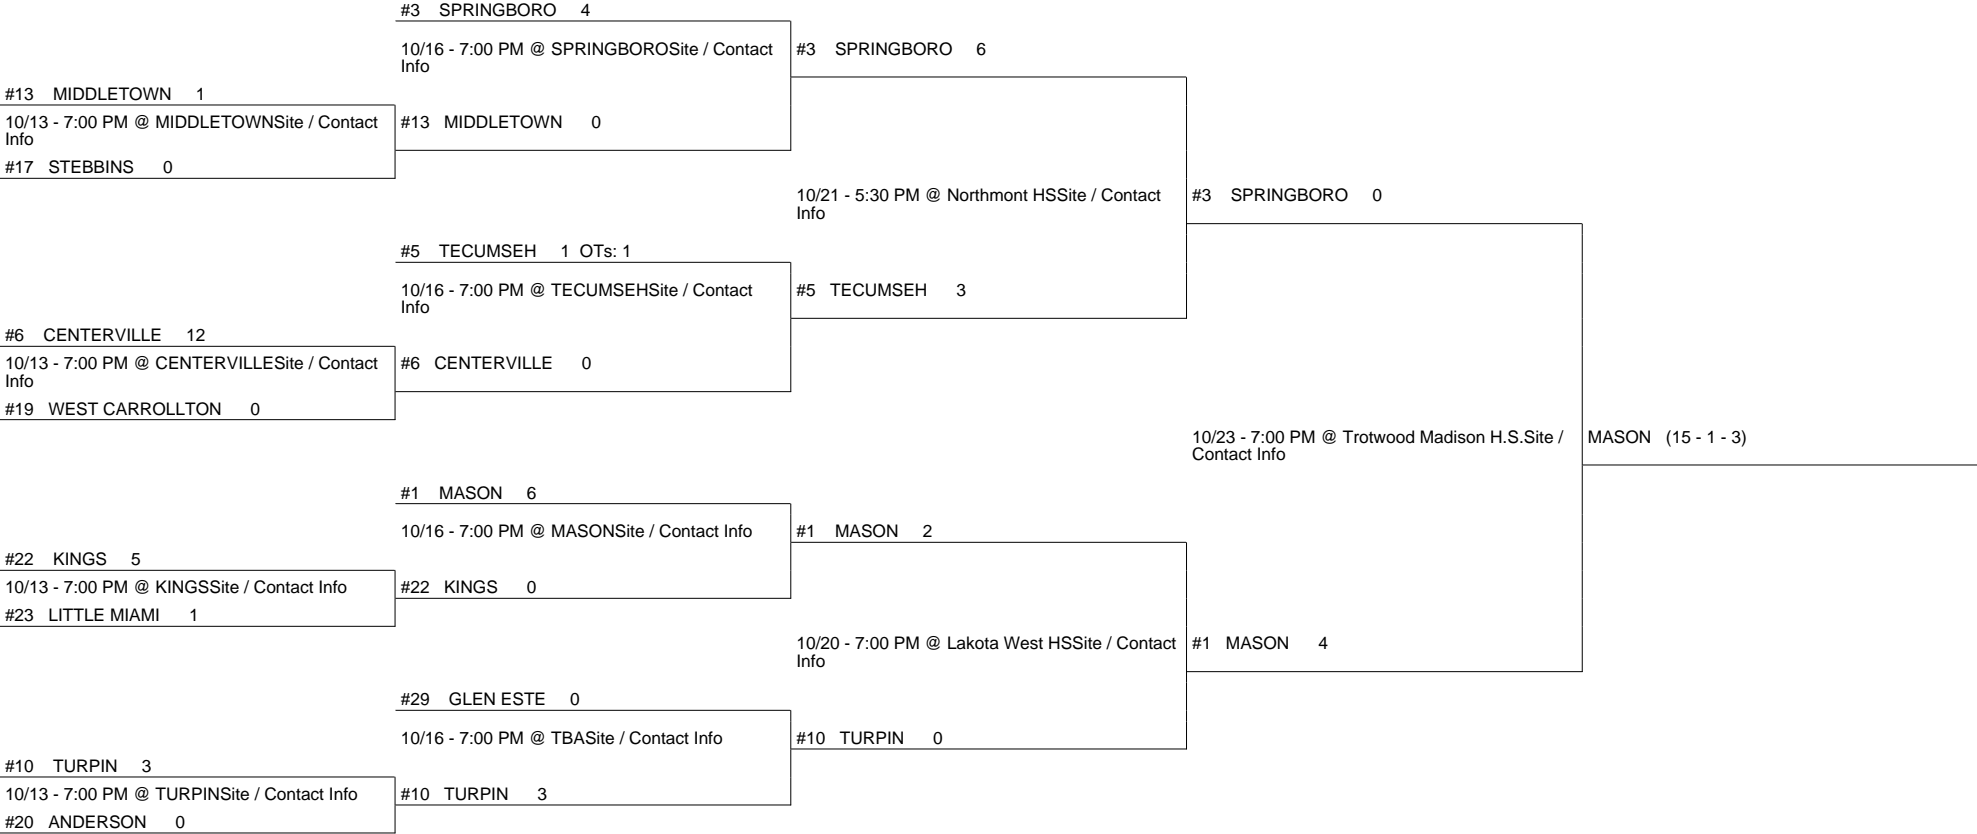 #3 SPRINGBORO 4
10/16 - 7:00 PM @ SPRINGBOROSite / Contact
Info
#3 SPRINGBORO 6
#13 MIDDLETOWN 1
10/13 - 7:00 PM @ MIDDLETOWNSite / Contact
Info
#13 MIDDLETOWN 0
#17 STEBBINS 0
10/21 - 5:30 PM @ Northmont HSSite / Contact
Info
#3 SPRINGBORO 0
#5 TECUMSEH 1 OTs: 1
10/16 - 7:00 PM @ TECUMSEHSite / Contact
Info
#5 TECUMSEH 3
#6 CENTERVILLE 12
10/13 - 7:00 PM @ CENTERVILLESite / Contact
Info
#6 CENTERVILLE 0
#19 WEST CARROLLTON 0
10/23 - 7:00 PM @ Trotwood Madison H.S.Site /
Contact Info
MASON (15 - 1 - 3)
#1 MASON 6
10/16 - 7:00 PM @ MASONSite / Contact Info
#1 MASON 2
#22 KINGS 5
10/13 - 7:00 PM @ KINGSSite / Contact Info
#22 KINGS 0
#23 LITTLE MIAMI 1
10/20 - 7:00 PM @ Lakota West HSSite / Contact
Info
#1 MASON 4
#29 GLEN ESTE 0
10/16 - 7:00 PM @ TBASite / Contact Info
#10 TURPIN 0
#10 TURPIN 3
10/13 - 7:00 PM @ TURPINSite / Contact Info
#10 TURPIN 3
#20 ANDERSON 0